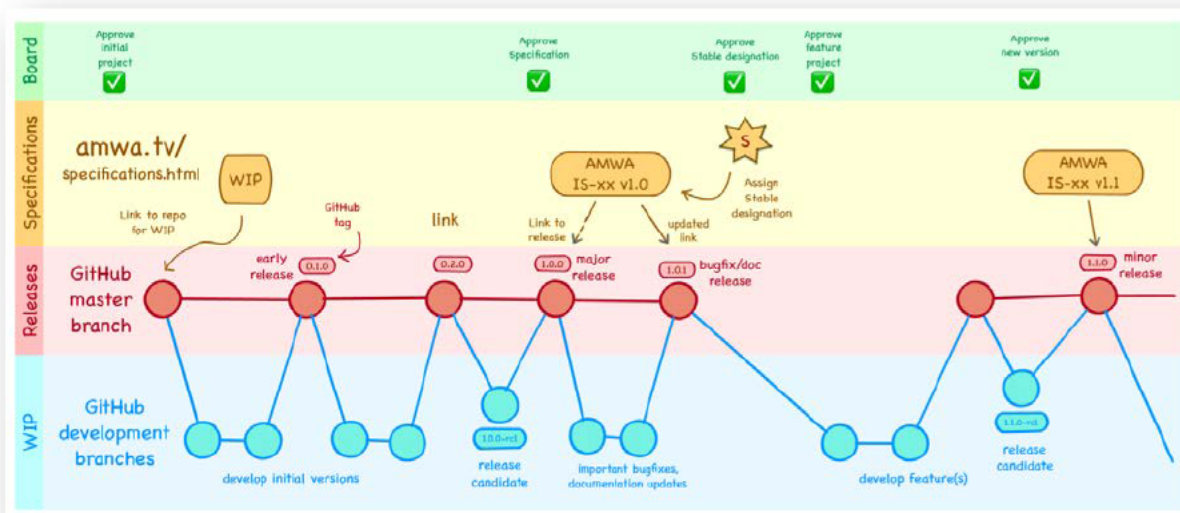 Board
Approve
initial
project
Approve
Specification
Approve
Stable designation
Approve
feature
project
Approve
new version
Specifications
amwa.tv/
specifications.html
WIP
Link to repo
for WIP
GitHub
tag
link
AMWA
IS-xx v1.0
S
Assign
Stable
designation
Link to
release
updated
link
AMWA
IS-xx v1.1
Releases
GitHub
master
branch
early
release
0.1.0
0.2.0
1.0.0
major
release
1.0.1
bugfix/doc
release
1.1.0
minor
release
WIP
GitHub
development
branches
develop initial versions
1.0.0-rc1
release
candidate
important bugfixes,
documentation updates
develop feature(s)
1.1.0-rc1
release
candidate